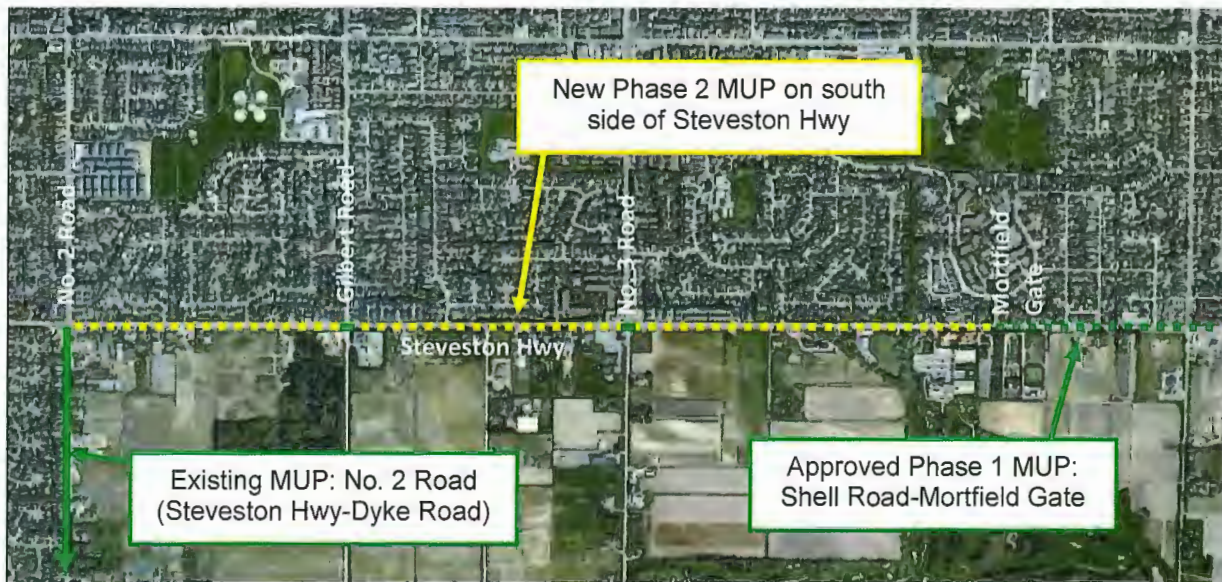 New Phase 2 MUP on south
side of Steveston Hwy
No. 2 Road
Gilbert Road
No. 3 Road
Mortfield
Gate
Steveston Hwy
Existing MUP: No. 2 Road
(Steveston Hwy-Dyke Road)
Approved Phase 1 MUP:
Shell Road-Mortfield Gate